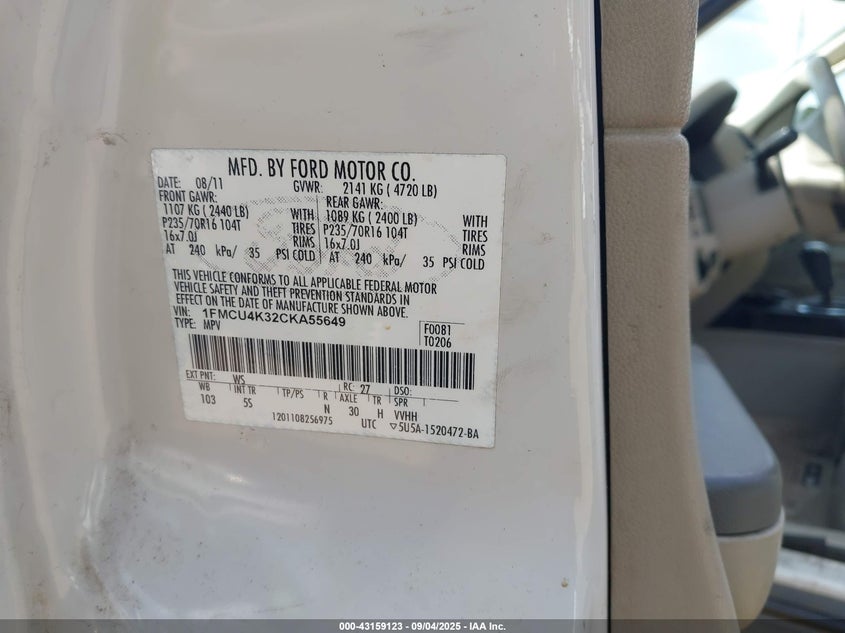 MFD. BY FORD MOTOR CO.
DATE: 08/11 GVWR: 2141 KG ( 4720 LB)
FRONT GAWR: REAR GAWR:
1107 KG ( 2440 LB) WITH 1089 KG ( 2400 LB) WITH
P235/70R16 104T TIRES P235/70R16 104T TIRES
16x7.0J RIMS 16x7.0J RIMS
AT 240 kPa/ 35 PSI COLD AT 240 kPa/ 35 PSI COLD
THIS VEHICLE CONFORMS TO ALL APPLICABLE FEDERAL MOTOR
VEHICLE SAFETY AND THEFT PREVENTION STANDARDS IN
EFFECT ON THE DATE OF MANUFACTURE SHOWN ABOVE.
VIN: 1FMCU4K32CKA55649 F0081
TYPE: MPV T0206
EXT PNT: WS RC: 27 DSO:
WB INT TR TP/PS R AXLE TR SPR
103 5S N 30 H VVHH
1201108256975 UTC ▽5U5A-1520472-BA
000-43159123 - 09/04/2025 - IAA Inc.